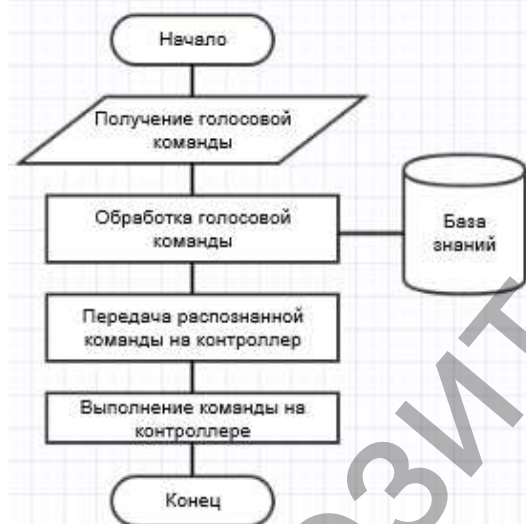 Начало
Получение голосовой
команды
Обработка голосовой
команды
База
знаний
Передача распознанной
команды на контроллер
Выполнение команды на
контроллере
Конец